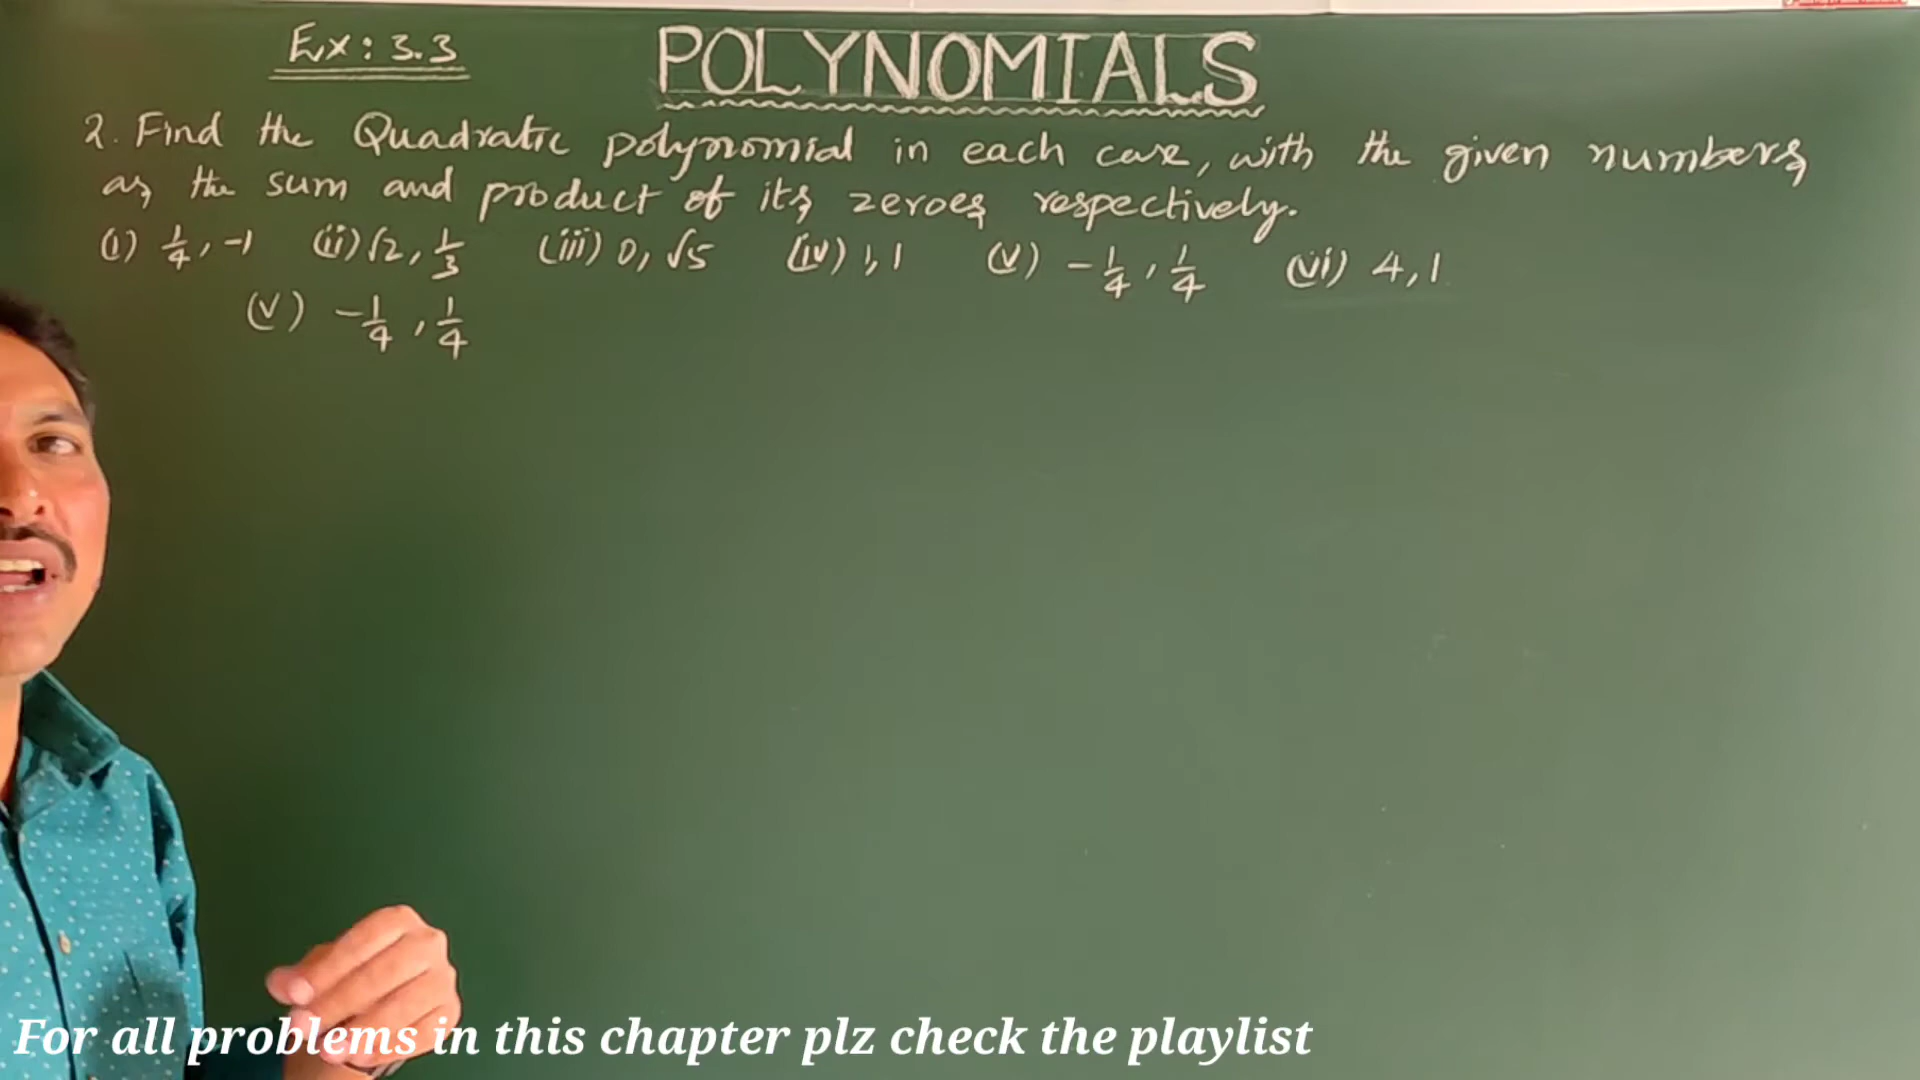 Ex: 3.3
POLYNOMIALS
2. Find the Quadratic polynomial in each case, with the given numbers
as the sum and product of its zeroes respectively.
(i) 1/4, -1 (ii) √2, 1/3 (iii) 0, √5 (iv) 1, 1 (v) -1/4, 1/4 (vi) 4, 1
(v) -1/4, 1/4
For all problems in this chapter plz check the playlist